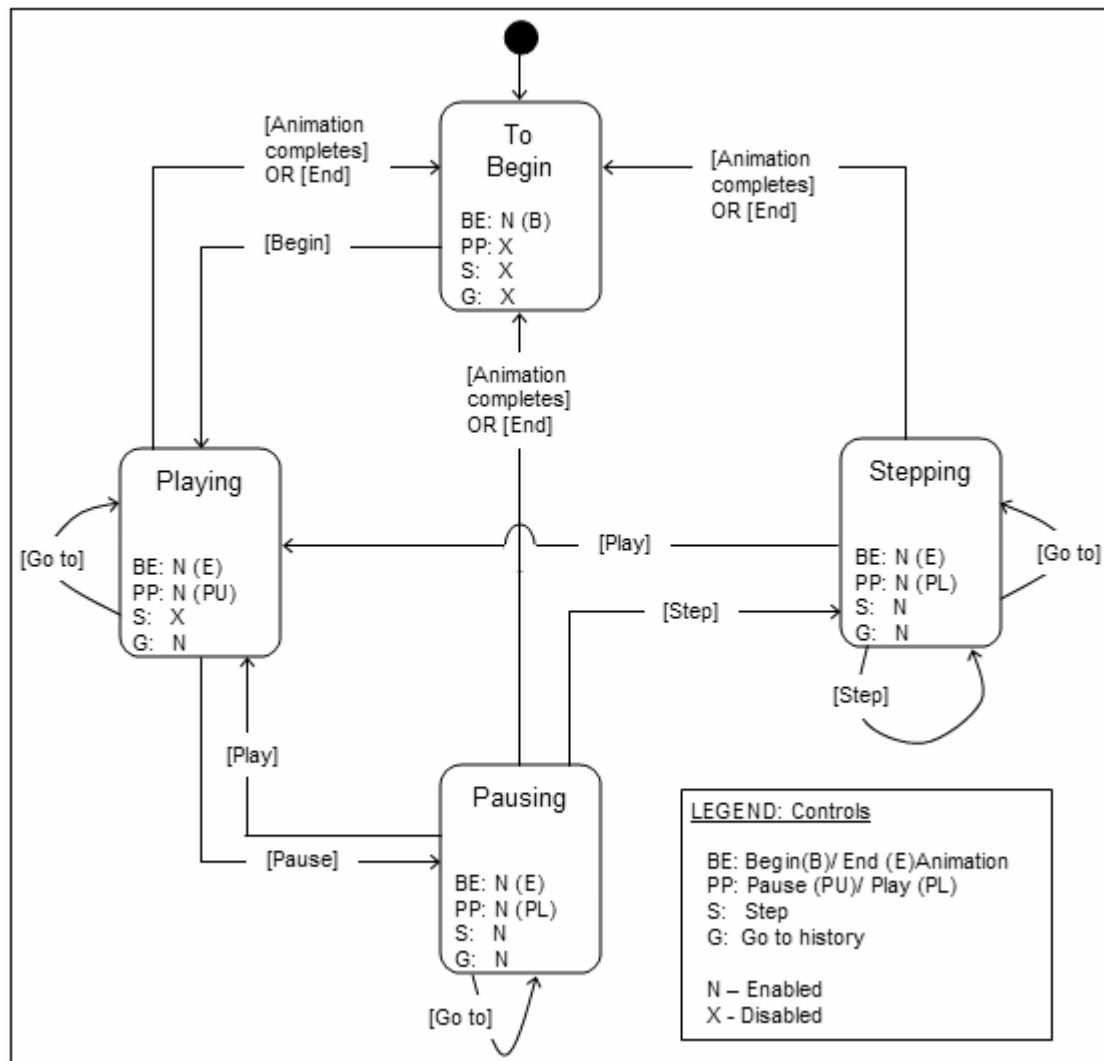 To
Begin
BE: N (B)
PP: X
S: X
G: X
[Animation
completes]
OR [End]
[Animation
completes]
OR [End]
[Begin]
[Animation
completes]
OR [End]
Playing
BE: N (E)
PP: N (PU)
S: X
G: N
[Go to]
Stepping
BE: N (E)
PP: N (PL)
S: N
G: N
[Go to]
[Play]
[Step]
[Step]
[Play]
[Pause]
Pausing
BE: N (E)
PP: N (PL)
S: N
G: N
[Go to]
LEGEND: Controls
BE: Begin(B)/ End (E)Animation
PP: Pause (PU)/ Play (PL)
S: Step
G: Go to history
N – Enabled
X - Disabled